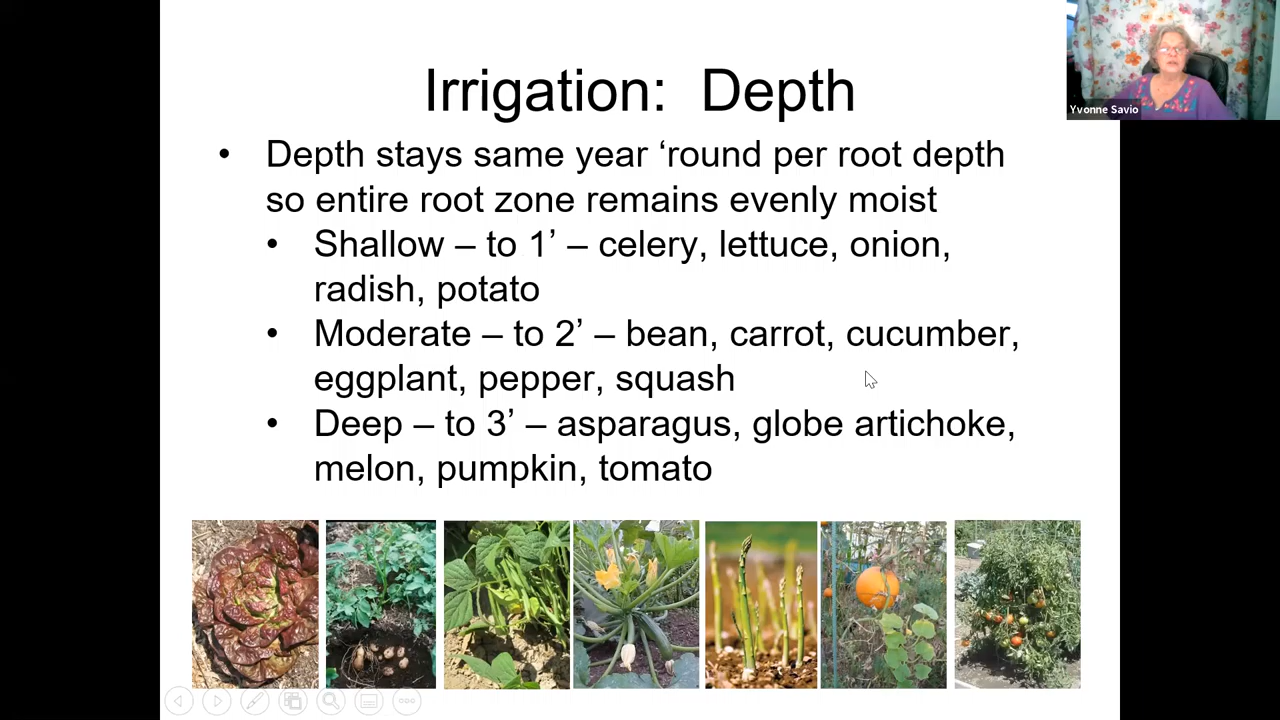 Irrigation:  Depth
Yvonne Savio
• Depth stays same year ‘round per root depth
so entire root zone remains evenly moist
• Shallow – to 1’ – celery, lettuce, onion,
radish, potato
• Moderate – to 2’ – bean, carrot, cucumber,
eggplant, pepper, squash
• Deep – to 3’ – asparagus, globe artichoke,
melon, pumpkin, tomato